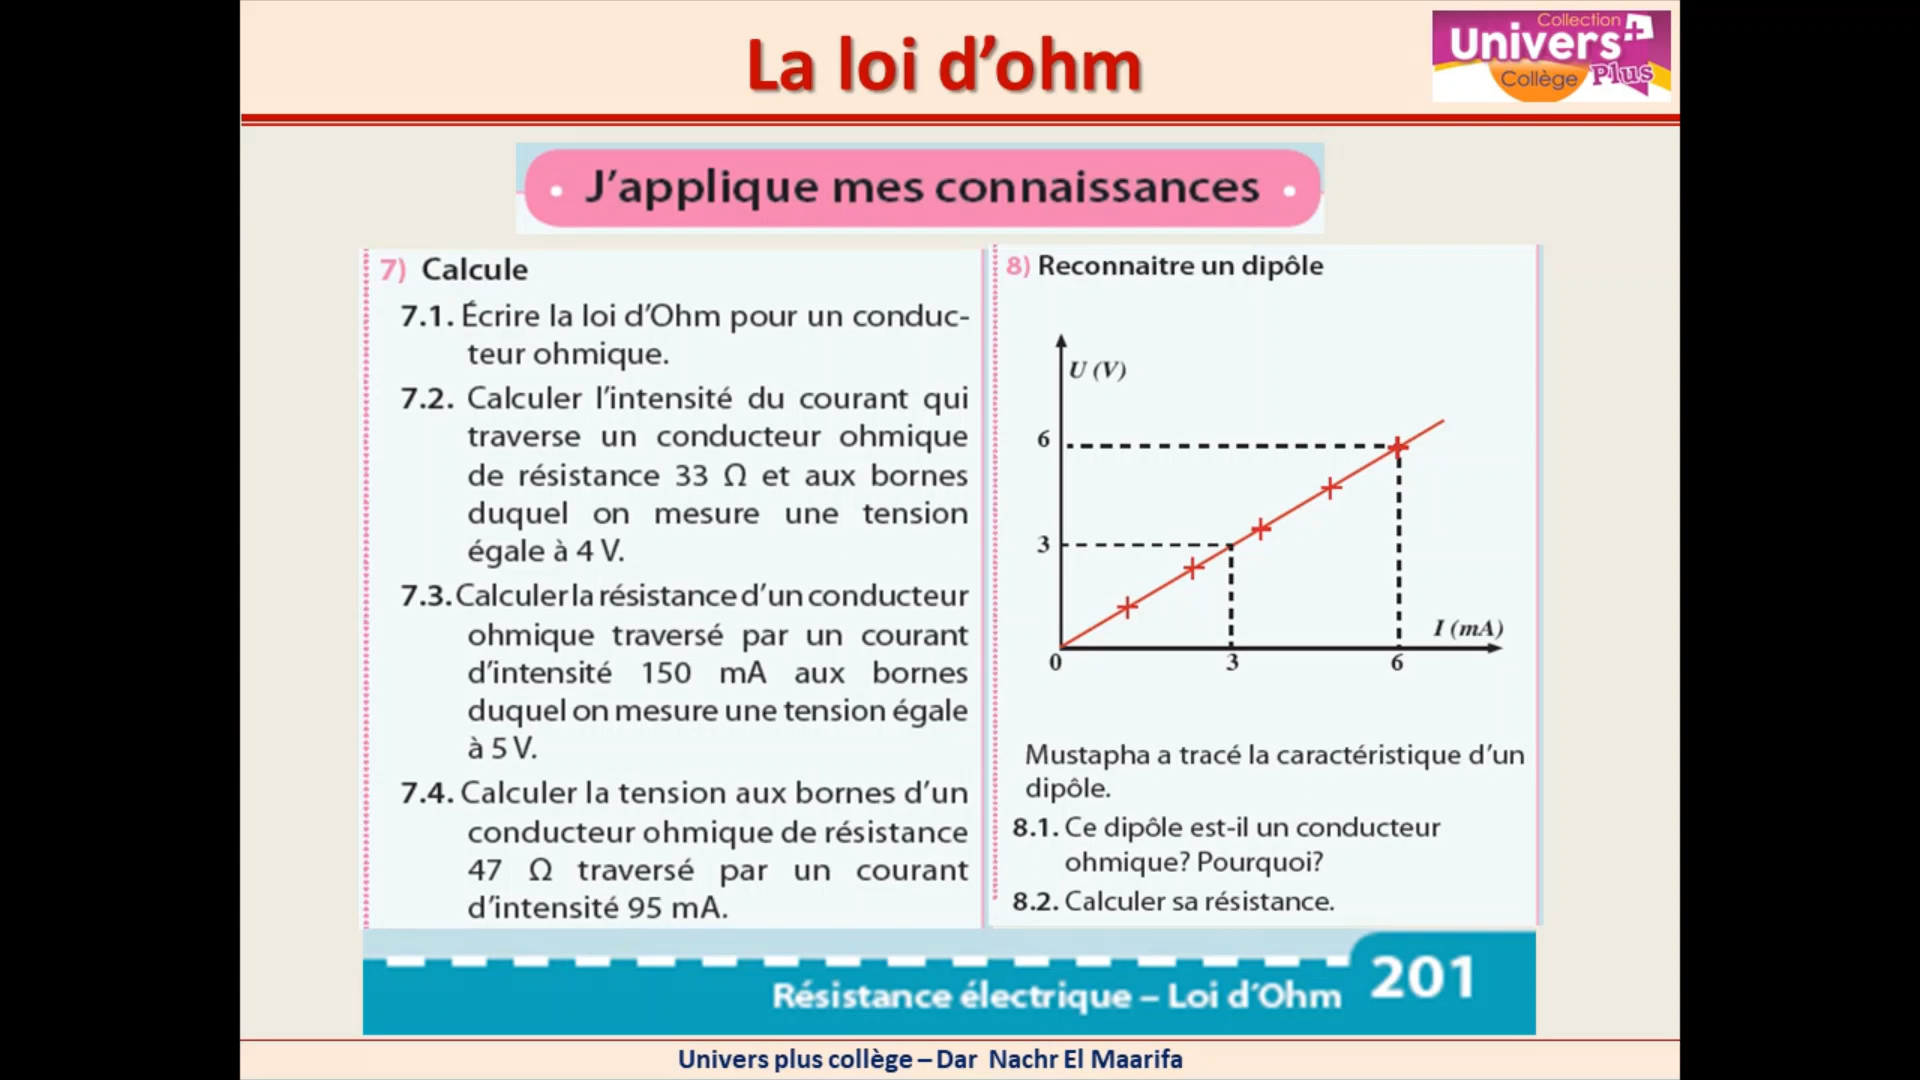 La loi d’ohm
Collection
Univers+
Collège Plus
• J’applique mes connaissances •
7) Calcule
7.1. Écrire la loi d’Ohm pour un conduc-
teur ohmique.
7.2. Calculer l’intensité du courant qui
traverse un conducteur ohmique
de résistance 33 Ω et aux bornes
duquel on mesure une tension
égale à 4 V.
7.3. Calculer la résistance d’un conducteur
ohmique traversé par un courant
d’intensité 150 mA aux bornes
duquel on mesure une tension égale
à 5 V.
7.4. Calculer la tension aux bornes d’un
conducteur ohmique de résistance
47 Ω traversé par un courant
d’intensité 95 mA.
8) Reconnaitre un dipôle
U (V)
6
3
I (mA)
0 3 6
Mustapha a tracé la caractéristique d’un
dipôle.
8.1. Ce dipôle est-il un conducteur
ohmique? Pourquoi?
8.2. Calculer sa résistance.
Résistance électrique – Loi d’Ohm 201
Univers plus collège – Dar Nachr El Maarifa